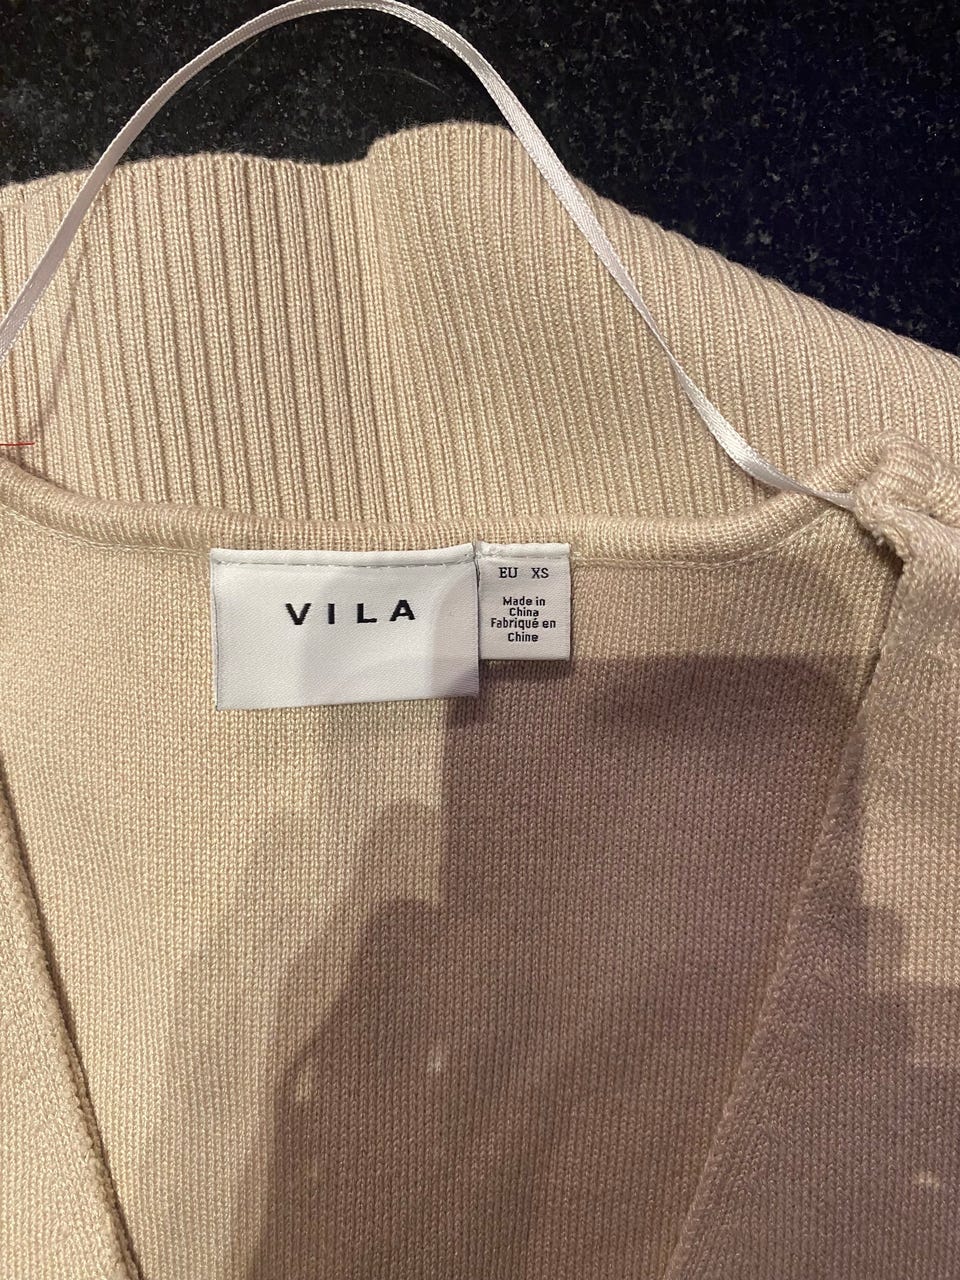 VILA
EU XS
Made in
China
Fabriqué en
Chine